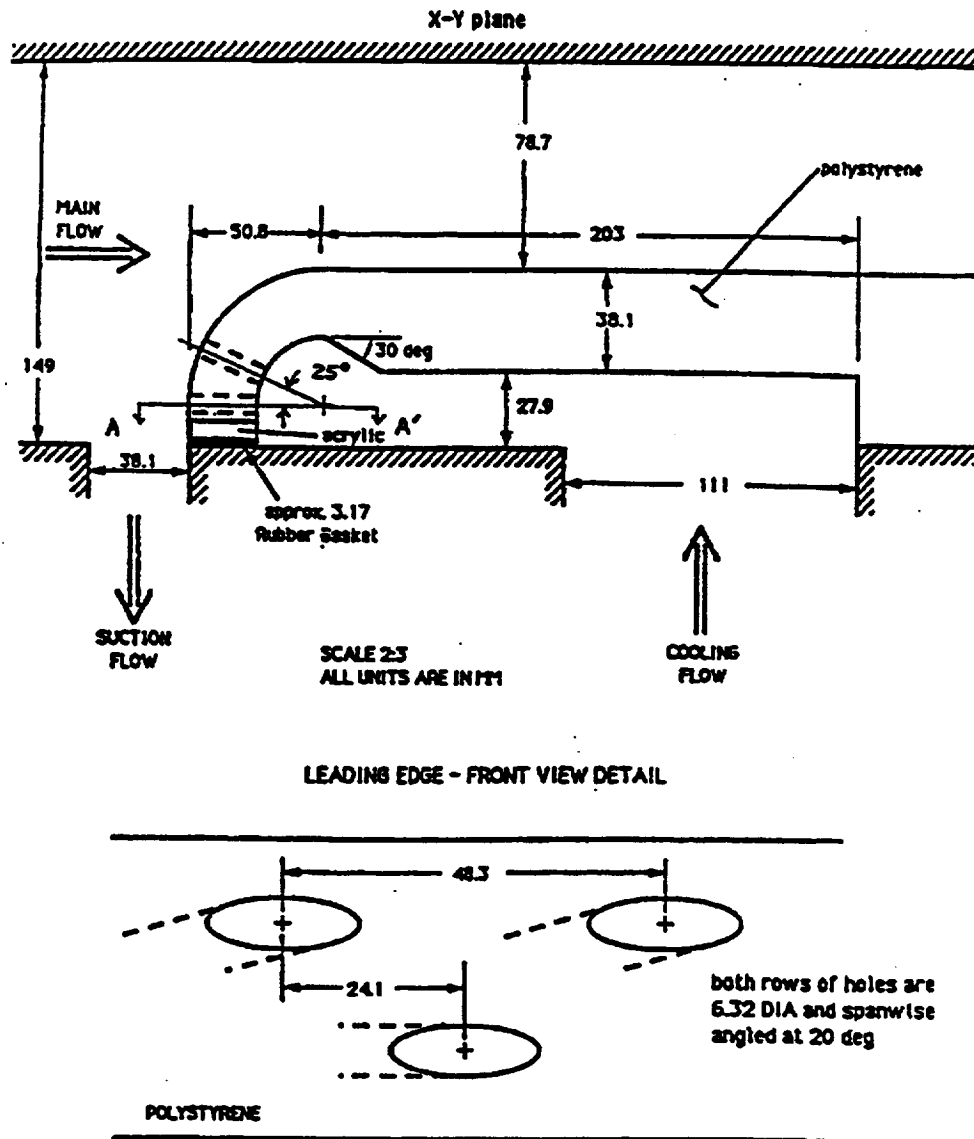 X-Y plane
78.7
polystyrene
MAIN
FLOW
50.8
203
149
38.1
30 deg
25°
27.9
A
A'
acrylic
38.1
111
approx. 3.17
Rubber Gasket
SUCTION
FLOW
SCALE 2:3
ALL UNITS ARE IN MM
COOLING
FLOW
LEADING EDGE - FRONT VIEW DETAIL
48.3
24.1
both rows of holes are
6.32 DIA and spanwise
angled at 20 deg
POLYSTYRENE